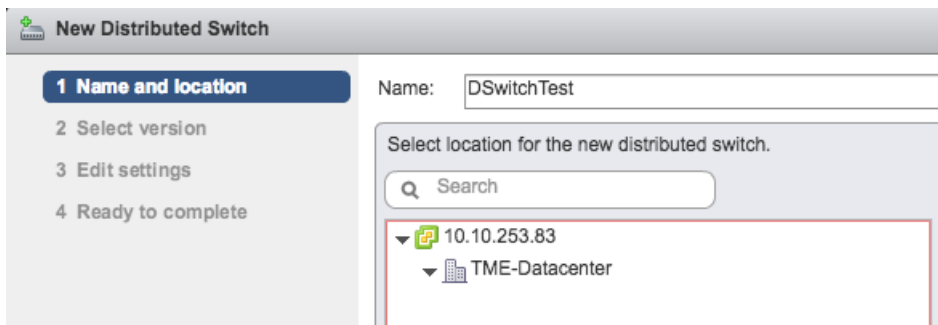 New Distributed Switch
1 Name and location
2 Select version
3 Edit settings
4 Ready to complete
Name: DSwitchTest
Select location for the new distributed switch.
Search
10.10.253.83
TME-Datacenter